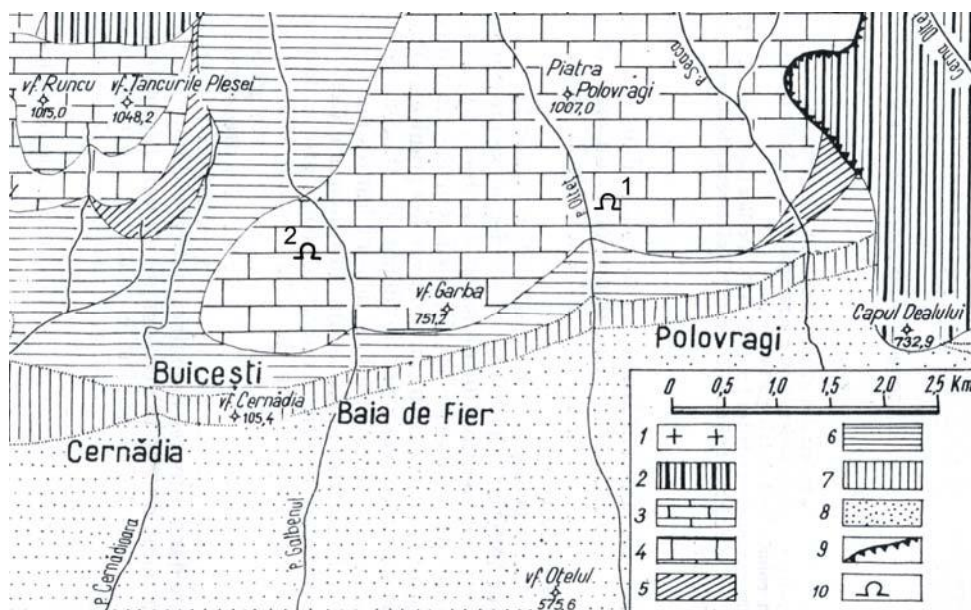 vf. Runcu
1015,0
vf. Tancurile Pleșei
1048,2
Piatra
Polovragi
1007,0
P. Seaca
Cerna Olteț
P. Olteț
1
2
vf. Garba
751,2
Capul Dealului
732,9
Polovragi
Buicești
vf. Cernădia
105,4
Baia de Fier
Cernădia
P. Cernădioara
P. Galbenul
vf. Oțelul
575,6
0 0,5 1,5 2,0 2,5 Km
1
2
3
4
5
6
7
8
9
10